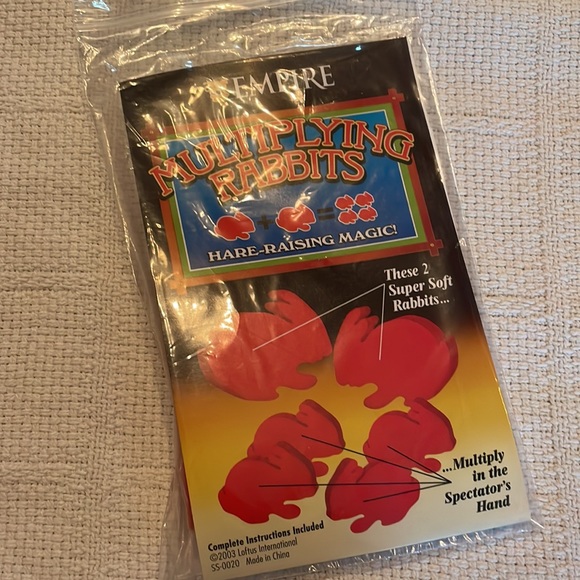 EMPIRE
MULTIPLYING
RABBITS
+ =
HARE-RAISING MAGIC!
These 2
Super Soft
Rabbits...
...Multiply
in the
Spectator's
Hand
Complete Instructions Included
©2003 Loftus International
SS-0020 Made in China